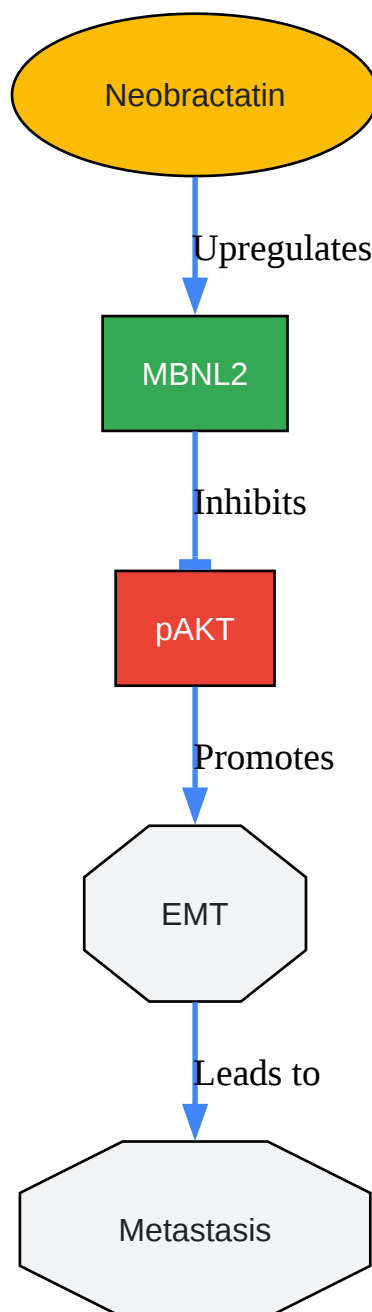 Neobractatin
Upregulates
MBNL2
Inhibits
pAKT
Promotes
EMT
Leads to
Metastasis